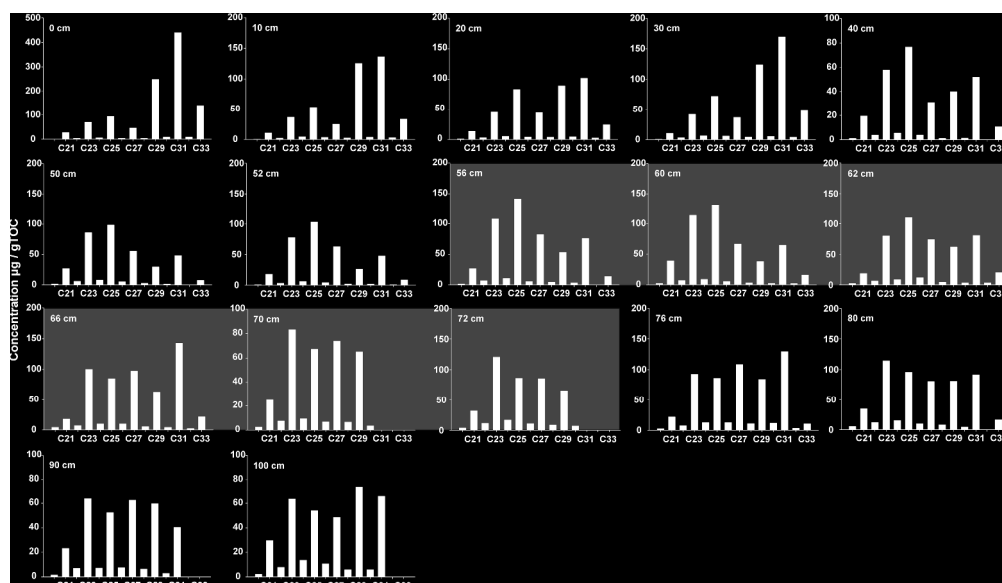 Concentration µg / gTOC
0 cm
500
400
300
200
100
0
C21 C23 C25 C27 C29 C31 C33
10 cm
200
150
100
50
0
C21 C23 C25 C27 C29 C31 C33
20 cm
200
150
100
50
0
C21 C23 C25 C27 C29 C31 C33
30 cm
200
150
100
50
0
C21 C23 C25 C27 C29 C31 C33
40 cm
100
80
60
40
20
0
C21 C23 C25 C27 C29 C31 C33
50 cm
200
150
100
50
0
C21 C23 C25 C27 C29 C31 C33
52 cm
200
150
100
50
0
C21 C23 C25 C27 C29 C31 C33
56 cm
200
150
100
50
0
C21 C23 C25 C27 C29 C31 C33
60 cm
200
150
100
50
0
C21 C23 C25 C27 C29 C31 C33
62 cm
200
150
100
50
0
C21 C23 C25 C27 C29 C31
66 cm
200
150
100
50
0
C21 C23 C25 C27 C29 C31 C33
70 cm
100
80
60
40
20
0
C21 C23 C25 C27 C29 C31 C33
72 cm
200
150
100
50
0
C21 C23 C25 C27 C29 C31 C33
76 cm
200
150
100
50
0
C21 C23 C25 C27 C29 C31 C33
80 cm
200
150
100
50
0
C21 C23 C25 C27 C29 C31 C33
90 cm
100
80
60
40
20
0
100 cm
100
80
60
40
20
0